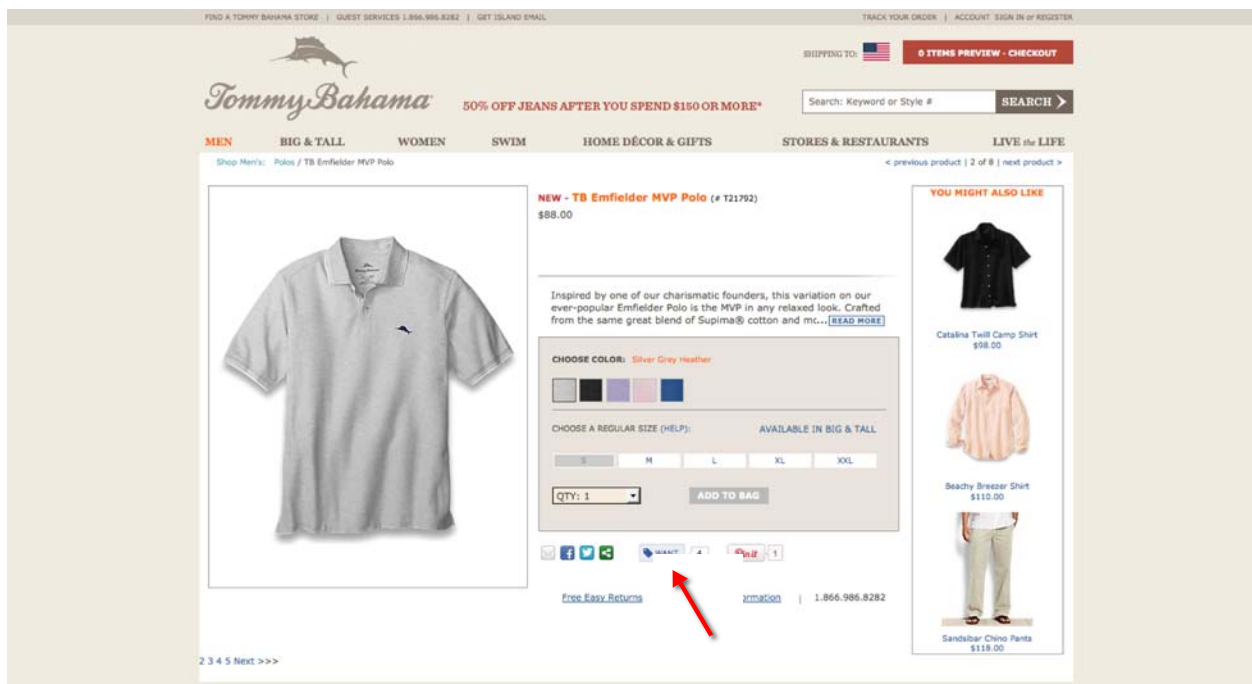 FIND A TOMMY BAHAMA STORE | GUEST SERVICES 1.866.986.8282 | GET ISLAND EMAIL
TRACK YOUR ORDER | ACCOUNT SIGN IN or REGISTER
SHIPPING TO:
0 ITEMS PREVIEW - CHECKOUT
Tommy Bahama
50% OFF JEANS AFTER YOU SPEND $150 OR MORE*
Search: Keyword or Style #
SEARCH >
MEN BIG & TALL WOMEN SWIM HOME DÉCOR & GIFTS STORES & RESTAURANTS LIVE the LIFE
Shop Men's: Polos / TB Emfielder MVP Polo
< previous product | 2 of 8 | next product >
NEW - TB Emfielder MVP Polo (# T21792)
$88.00
Inspired by one of our charismatic founders, this variation on our
ever-popular Emfielder Polo is the MVP in any relaxed look. Crafted
from the same great blend of Supima® cotton and mc... READ MORE
CHOOSE COLOR: Silver Grey Heather
CHOOSE A REGULAR SIZE (HELP): AVAILABLE IN BIG & TALL
S M L XL XXL
QTY: 1
ADD TO BAG
WANT 4
Pin it 1
Free Easy Returns
ormation | 1.866.986.8282
YOU MIGHT ALSO LIKE
Catalina Twill Camp Shirt
$98.00
Beachy Breezer Shirt
$110.00
Sandsibar Chino Pants
$118.00
2 3 4 5 Next >>>